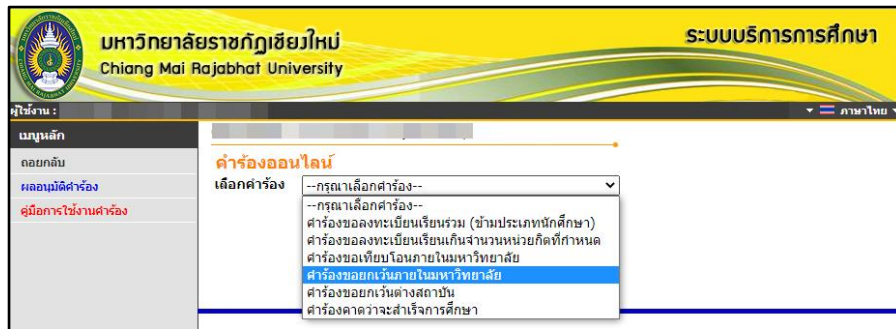 มหาวิทยาลัยราชภัฏเชียงใหม่
Chiang Mai Rajabhat University
ระบบบริการการศึกษา
ผู้ใช้งาน :
ภาษาไทย
เมนูหลัก
ถอยกลับ
ผลอนุมัติคำร้อง
คู่มือการใช้งานคำร้อง
คำร้องออนไลน์
เลือกคำร้อง --กรุณาเลือกคำร้อง--
--กรุณาเลือกคำร้อง--
คำร้องขอลงทะเบียนเรียนร่วม (ข้ามประเภทนักศึกษา)
คำร้องขอลงทะเบียนเรียนเกินจำนวนหน่วยกิตที่กำหนด
คำร้องขอเทียบโอนภายในมหาวิทยาลัย
คำร้องขอยกเว้นภายในมหาวิทยาลัย
คำร้องขอยกเว้นต่างสถาบัน
คำร้องคาดว่าจะสำเร็จการศึกษา